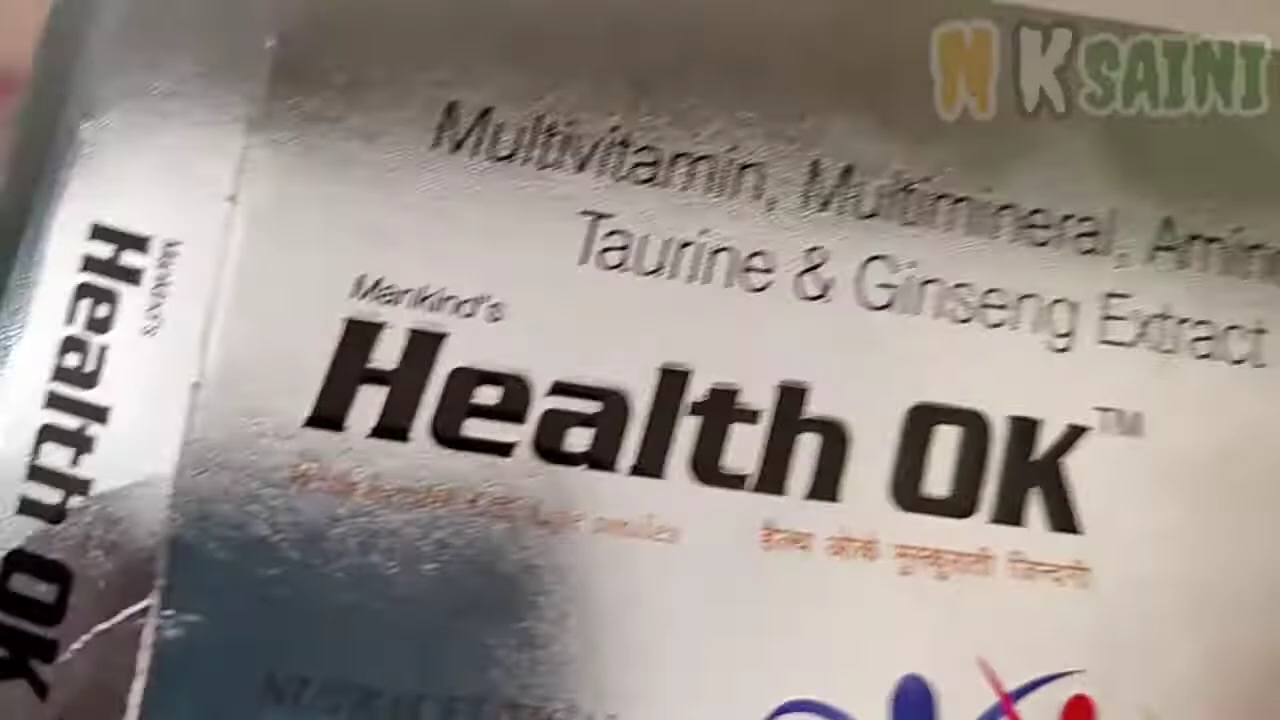 N K SAINI
Multivitamin, Multimineral, Amin
Taurine & Ginseng Extract
Mankind's
Health OK™
Mankind's
Health OK